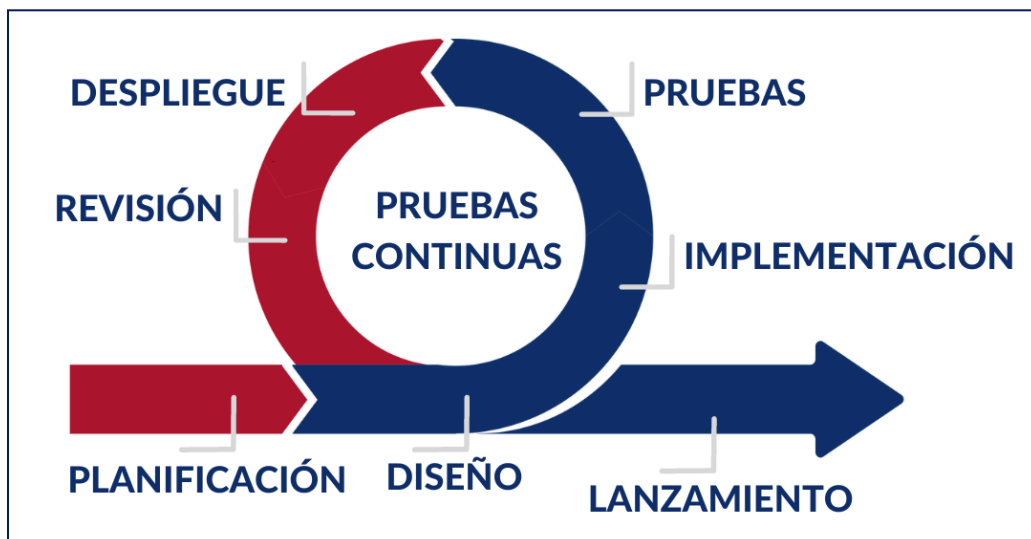 DESPLIEGUE
PRUEBAS
REVISIÓN
PRUEBAS
CONTINUAS
IMPLEMENTACIÓN
PLANIFICACIÓN
DISEÑO
LANZAMIENTO